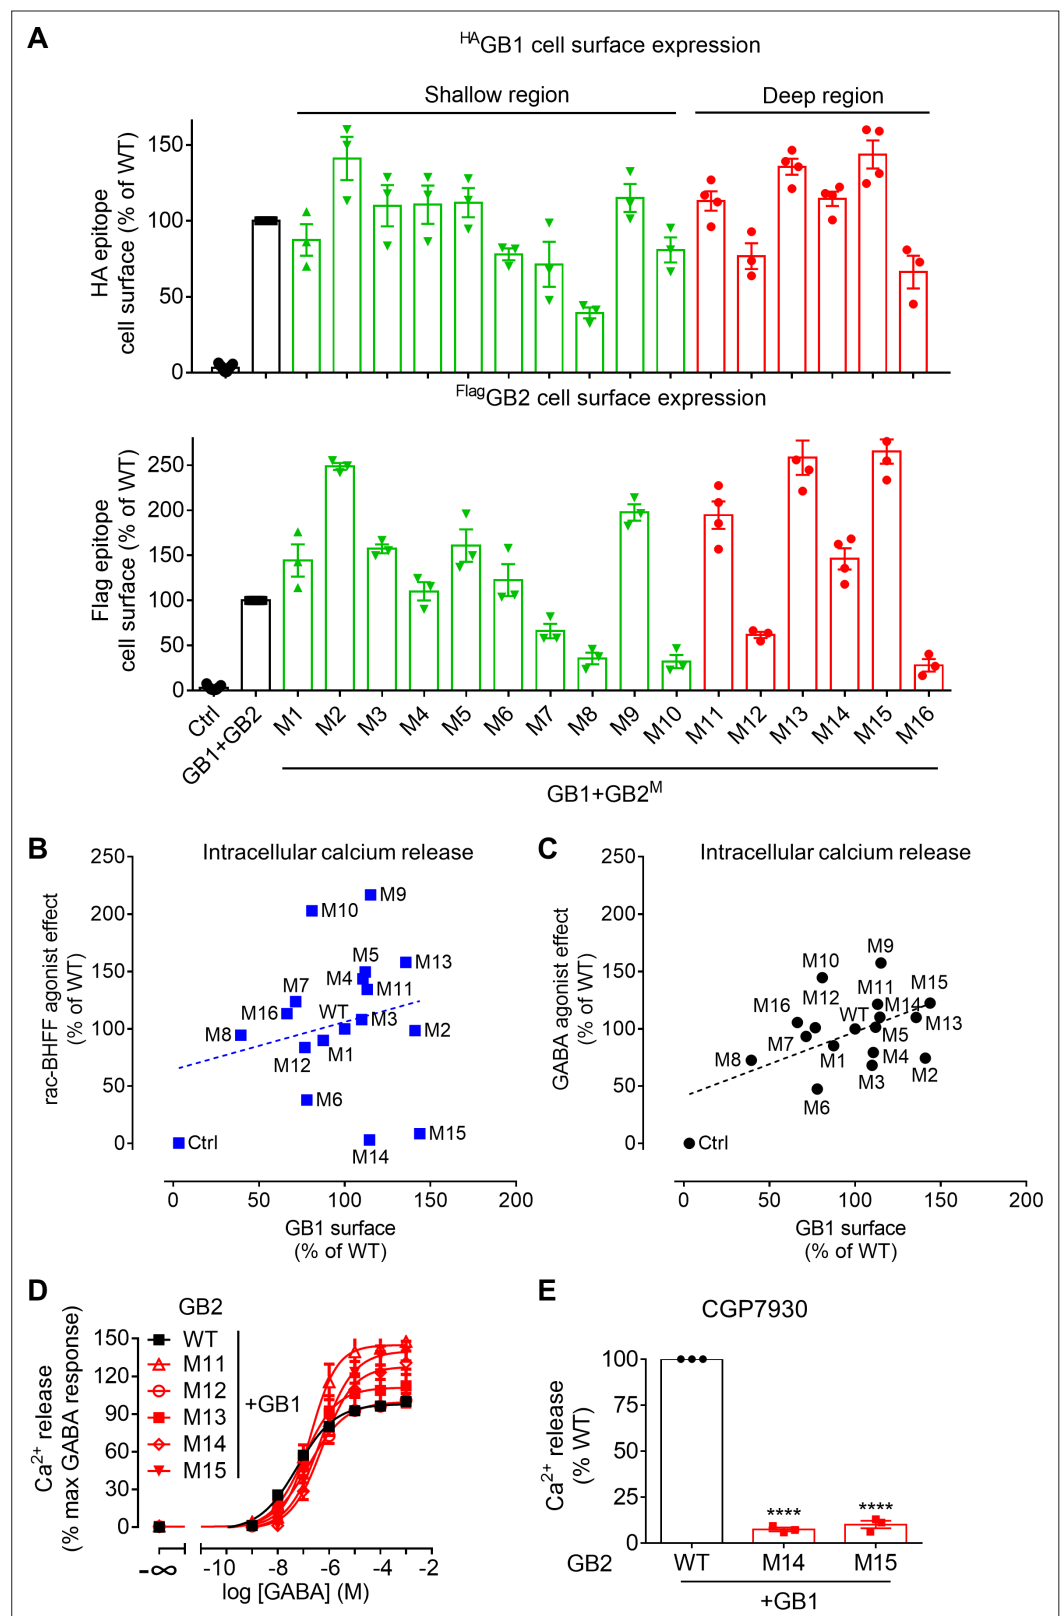 A
HAGB1 cell surface expression
Shallow region
Deep region
HA epitope
cell surface (% of WT)
150
100
50
0
FlagGB2 cell surface expression
Flag epitope
cell surface (% of WT)
250
200
150
100
50
0
Ctrl
GB1+GB2
M1
M2
M3
M4
M5
M6
M7
M8
M9
M10
M11
M12
M13
M14
M15
M16
GB1+GB2M
B
Intracellular calcium release
rac-BHFF agonist effect
(% of WT)
250
200
150
100
50
0
M9
M10
M5
M4
M13
M7
M11
M16
WT
M3
M8
M2
M12
M1
M6
M15
M14
Ctrl
0 50 100 150 200
GB1 surface
(% of WT)
C
Intracellular calcium release
GABA agonist effect
(% of WT)
250
200
150
100
50
0
M9
M10
M11
M15
M16
M12
WT
M14
M13
M7
M5
M8
M1
M4
M2
M3
M6
Ctrl
0 50 100 150 200
GB1 surface
(% of WT)
D
GB2
WT
M11
M12
M13
M14
M15
+GB1
Ca2+ release
(% max GABA response)
150
120
90
60
30
0
-∞ -10 -8 -6 -4 -2
log [GABA] (M)
E
CGP7930
Ca2+ release
(% WT)
100
75
50
25
0
****
****
GB2 WT M14 M15
+GB1